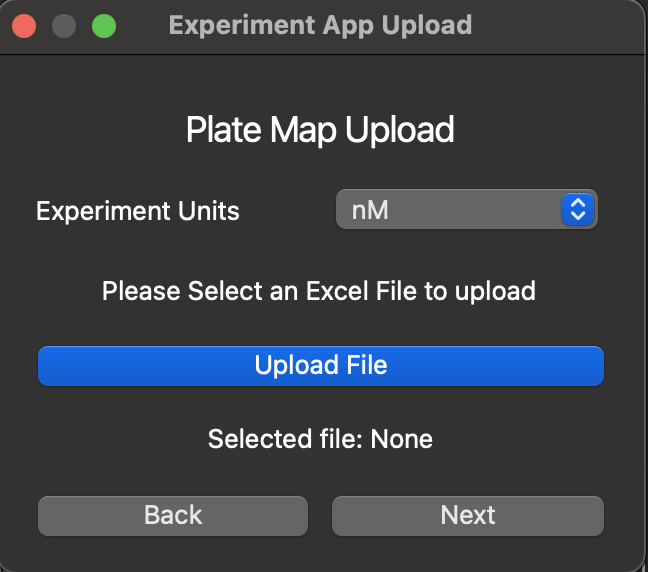 Experiment App Upload
Plate Map Upload
Experiment Units nM
Please Select an Excel File to upload
Upload File
Selected file: None
Back Next